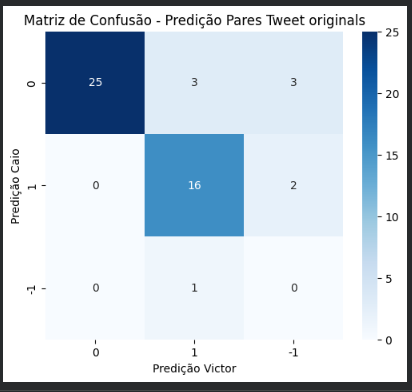 Matriz de Confusão - Predição Pares Tweet originals
25
0
25 3 3
20
Predição Caio
15
1
0 16 2
10
5
-1
0 1 0
0
0 1 -1
Predição Victor